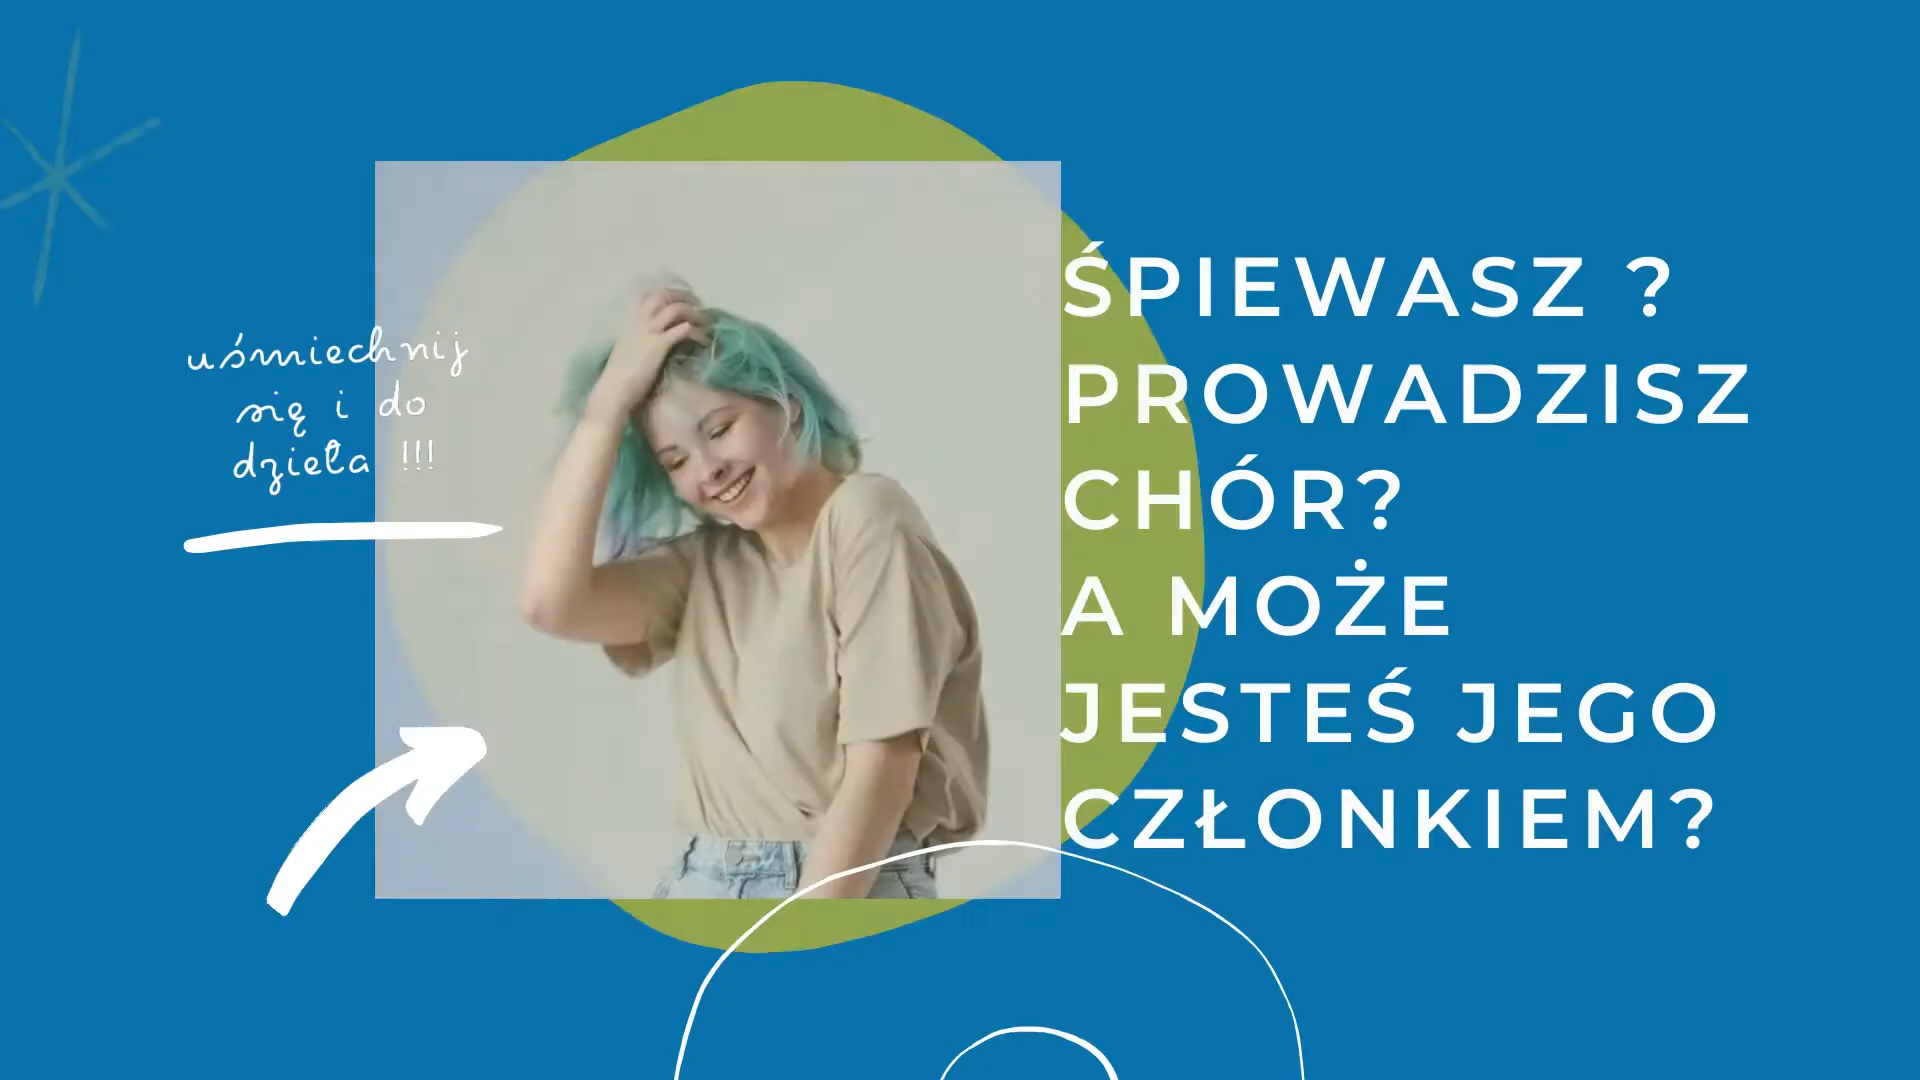 uśmiechnij
się i do
dzieła !!!
ŚPIEWASZ ?
PROWADZISZ
CHÓR?
A MOŻE
JESTEŚ JEGO
CZŁONKIEM?